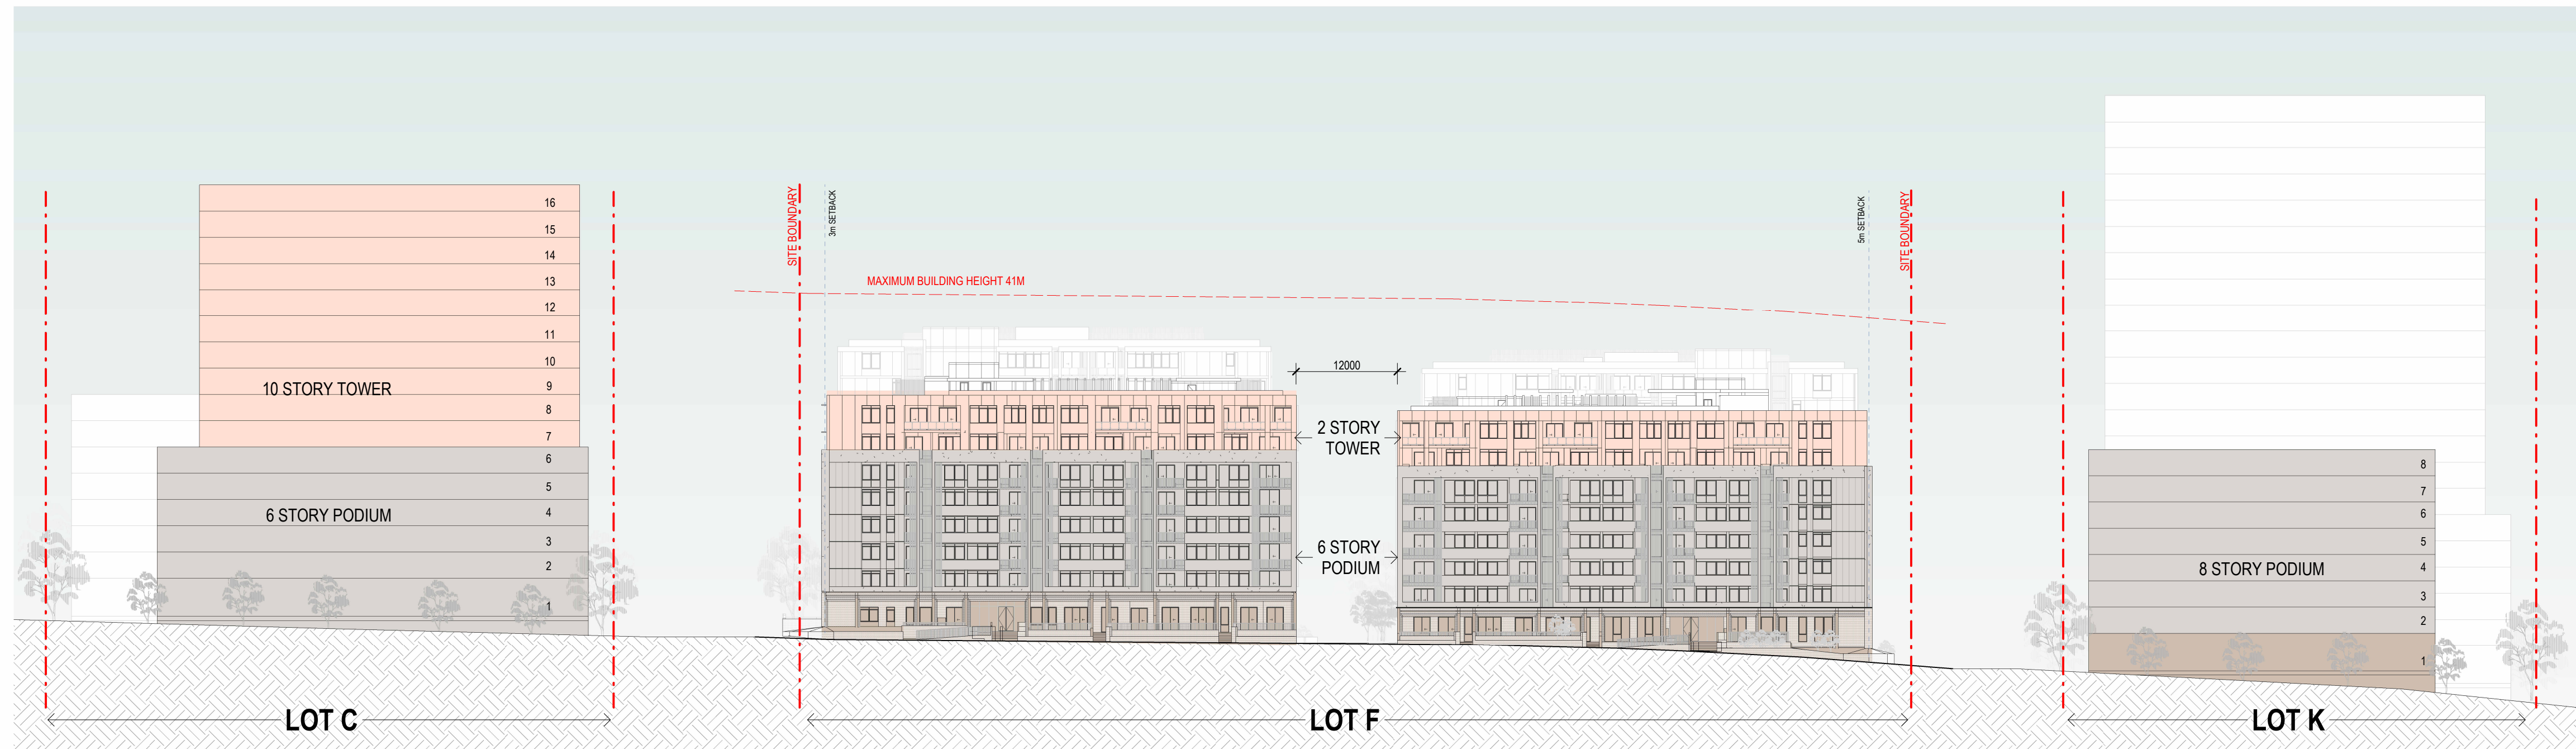 16
15
14
13
12
11
10
9
8
7
10 STORY TOWER
6
5
4
3
2
1
6 STORY PODIUM
SITE BOUNDARY
3m SETBACK
MAXIMUM BUILDING HEIGHT 41M
12000
2 STORY
TOWER
6 STORY
PODIUM
5m SETBACK
SITE BOUNDARY
8
7
6
5
4
3
2
1
8 STORY PODIUM
LOT C
LOT F
LOT K